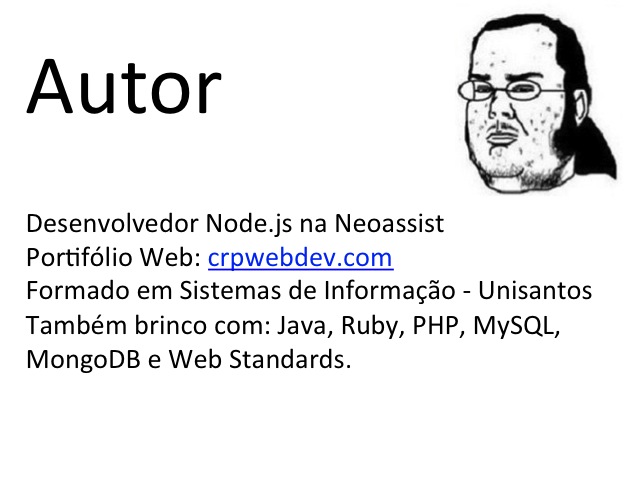 Autor
Desenvolvedor Node.js na Neoassist
Portifólio Web: crpwebdev.com
Formado em Sistemas de Informação - Unisantos
Também brinco com: Java, Ruby, PHP, MySQL,
MongoDB e Web Standards.